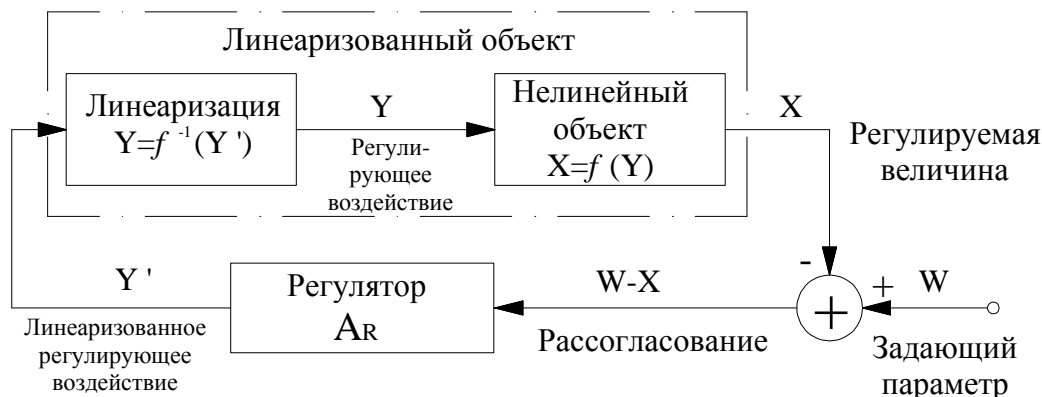 Линеаризованный объект
Линеаризация
Y=f ⁻¹(Y ')
Y
Регули-
рующее
воздействие
Нелинейный
объект
X=f (Y)
X
Регулируемая
величина
Y '
Линеаризованное
регулирующее
воздействие
Регулятор
AR
W-X
Рассогласование
-
+
+
W
Задающий
параметр